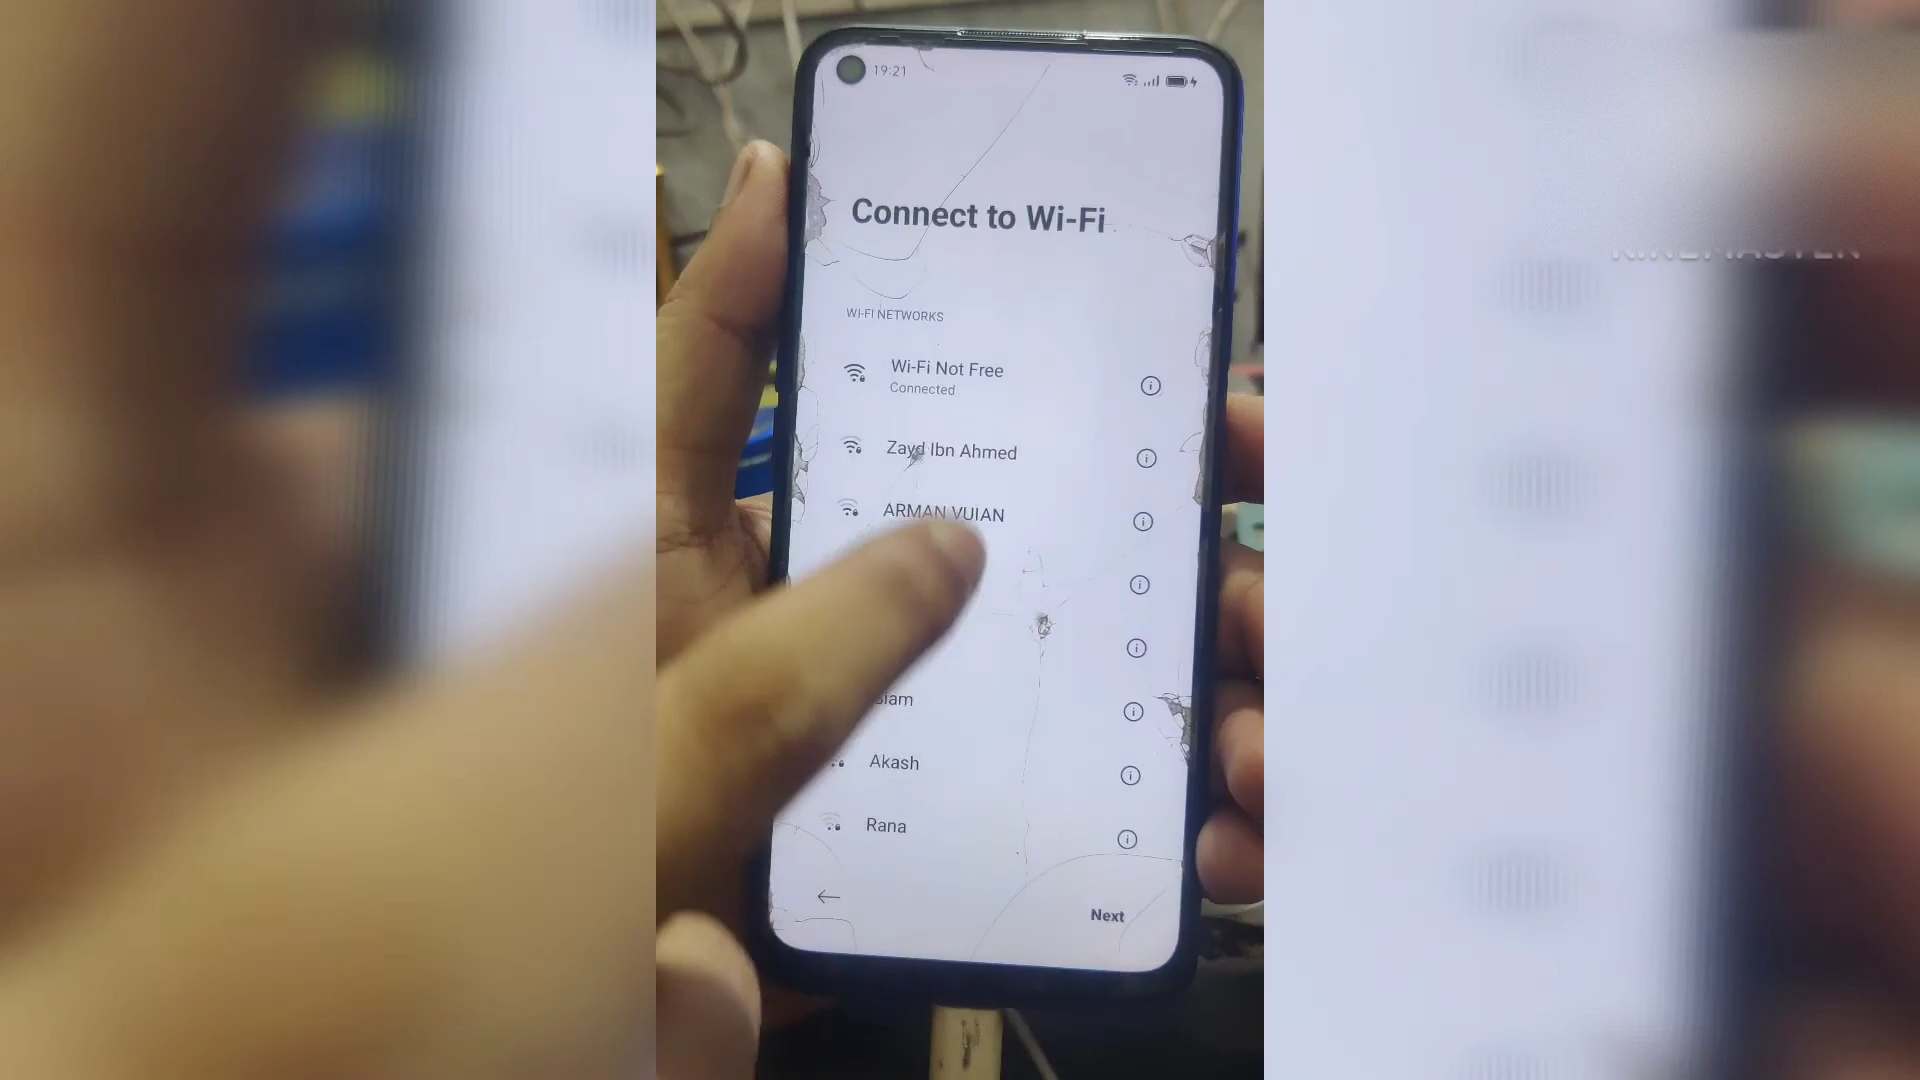 19:21
Connect to Wi-Fi
WI-FI NETWORKS
Wi-Fi Not Free
Connected
Zayd Ibn Ahmed
ARMAN VUIAN
Siam
Akash
Rana
Next